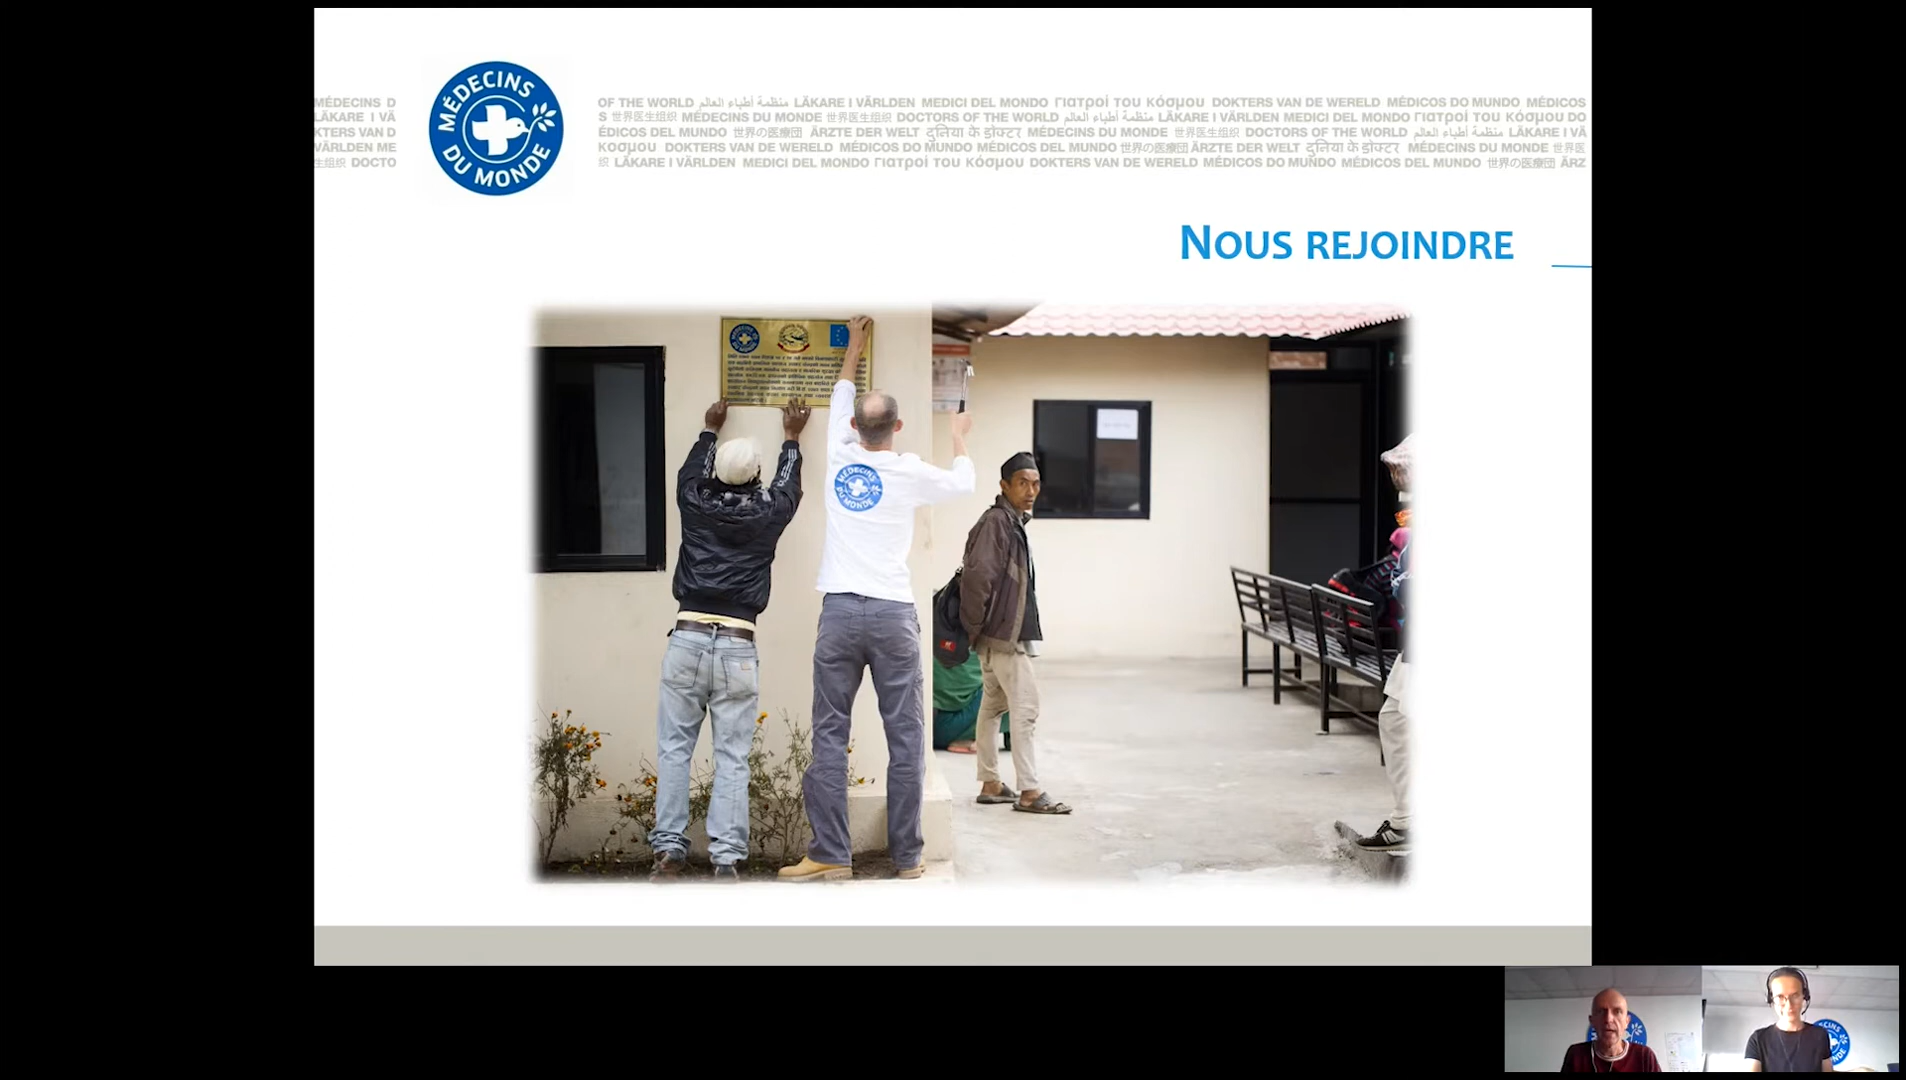 MÉDECINS DU MONDE
MÉDECINS D
LÄKARE I VÄ
KTERS VAN D
VÄRLDEN ME
生组织 DOCTO
OF THE WORLD منظمة أطباء العالم LÄKARE I VÄRLDEN MEDICI DEL MONDO Γιατροί του Κόσμου DOKTERS VAN DE WERELD MÉDICOS DO MUNDO MÉDICOS
S 世界医生组织 MÉDECINS DU MONDE 世界医生组织 DOCTORS OF THE WORLD منظمة أطباء العالم LÄKARE I VÄRLDEN MEDICI DEL MONDO Γιατροί του Κόσμου DO
ÉDICOS DEL MUNDO 世界の医療団 ÄRZTE DER WELT दुनिया के डॉक्टर MÉDECINS DU MONDE 世界医生组织 DOCTORS OF THE WORLD منظمة أطباء العالم LÄKARE I VÄ
Κοσμου DOKTERS VAN DE WERELD MÉDICOS DO MUNDO MÉDICOS DEL MUNDO 世界の医療団 ÄRZTE DER WELT दुनिया के डॉक्टर MÉDECINS DU MONDE 世界医
织 LÄKARE I VÄRLDEN MEDICI DEL MONDO Γιατροί του Κόσμου DOKTERS VAN DE WERELD MÉDICOS DO MUNDO MÉDICOS DEL MUNDO 世界の医療団 ÄRZ
NOUS REJOINDRE
MÉDECINS DU MONDE